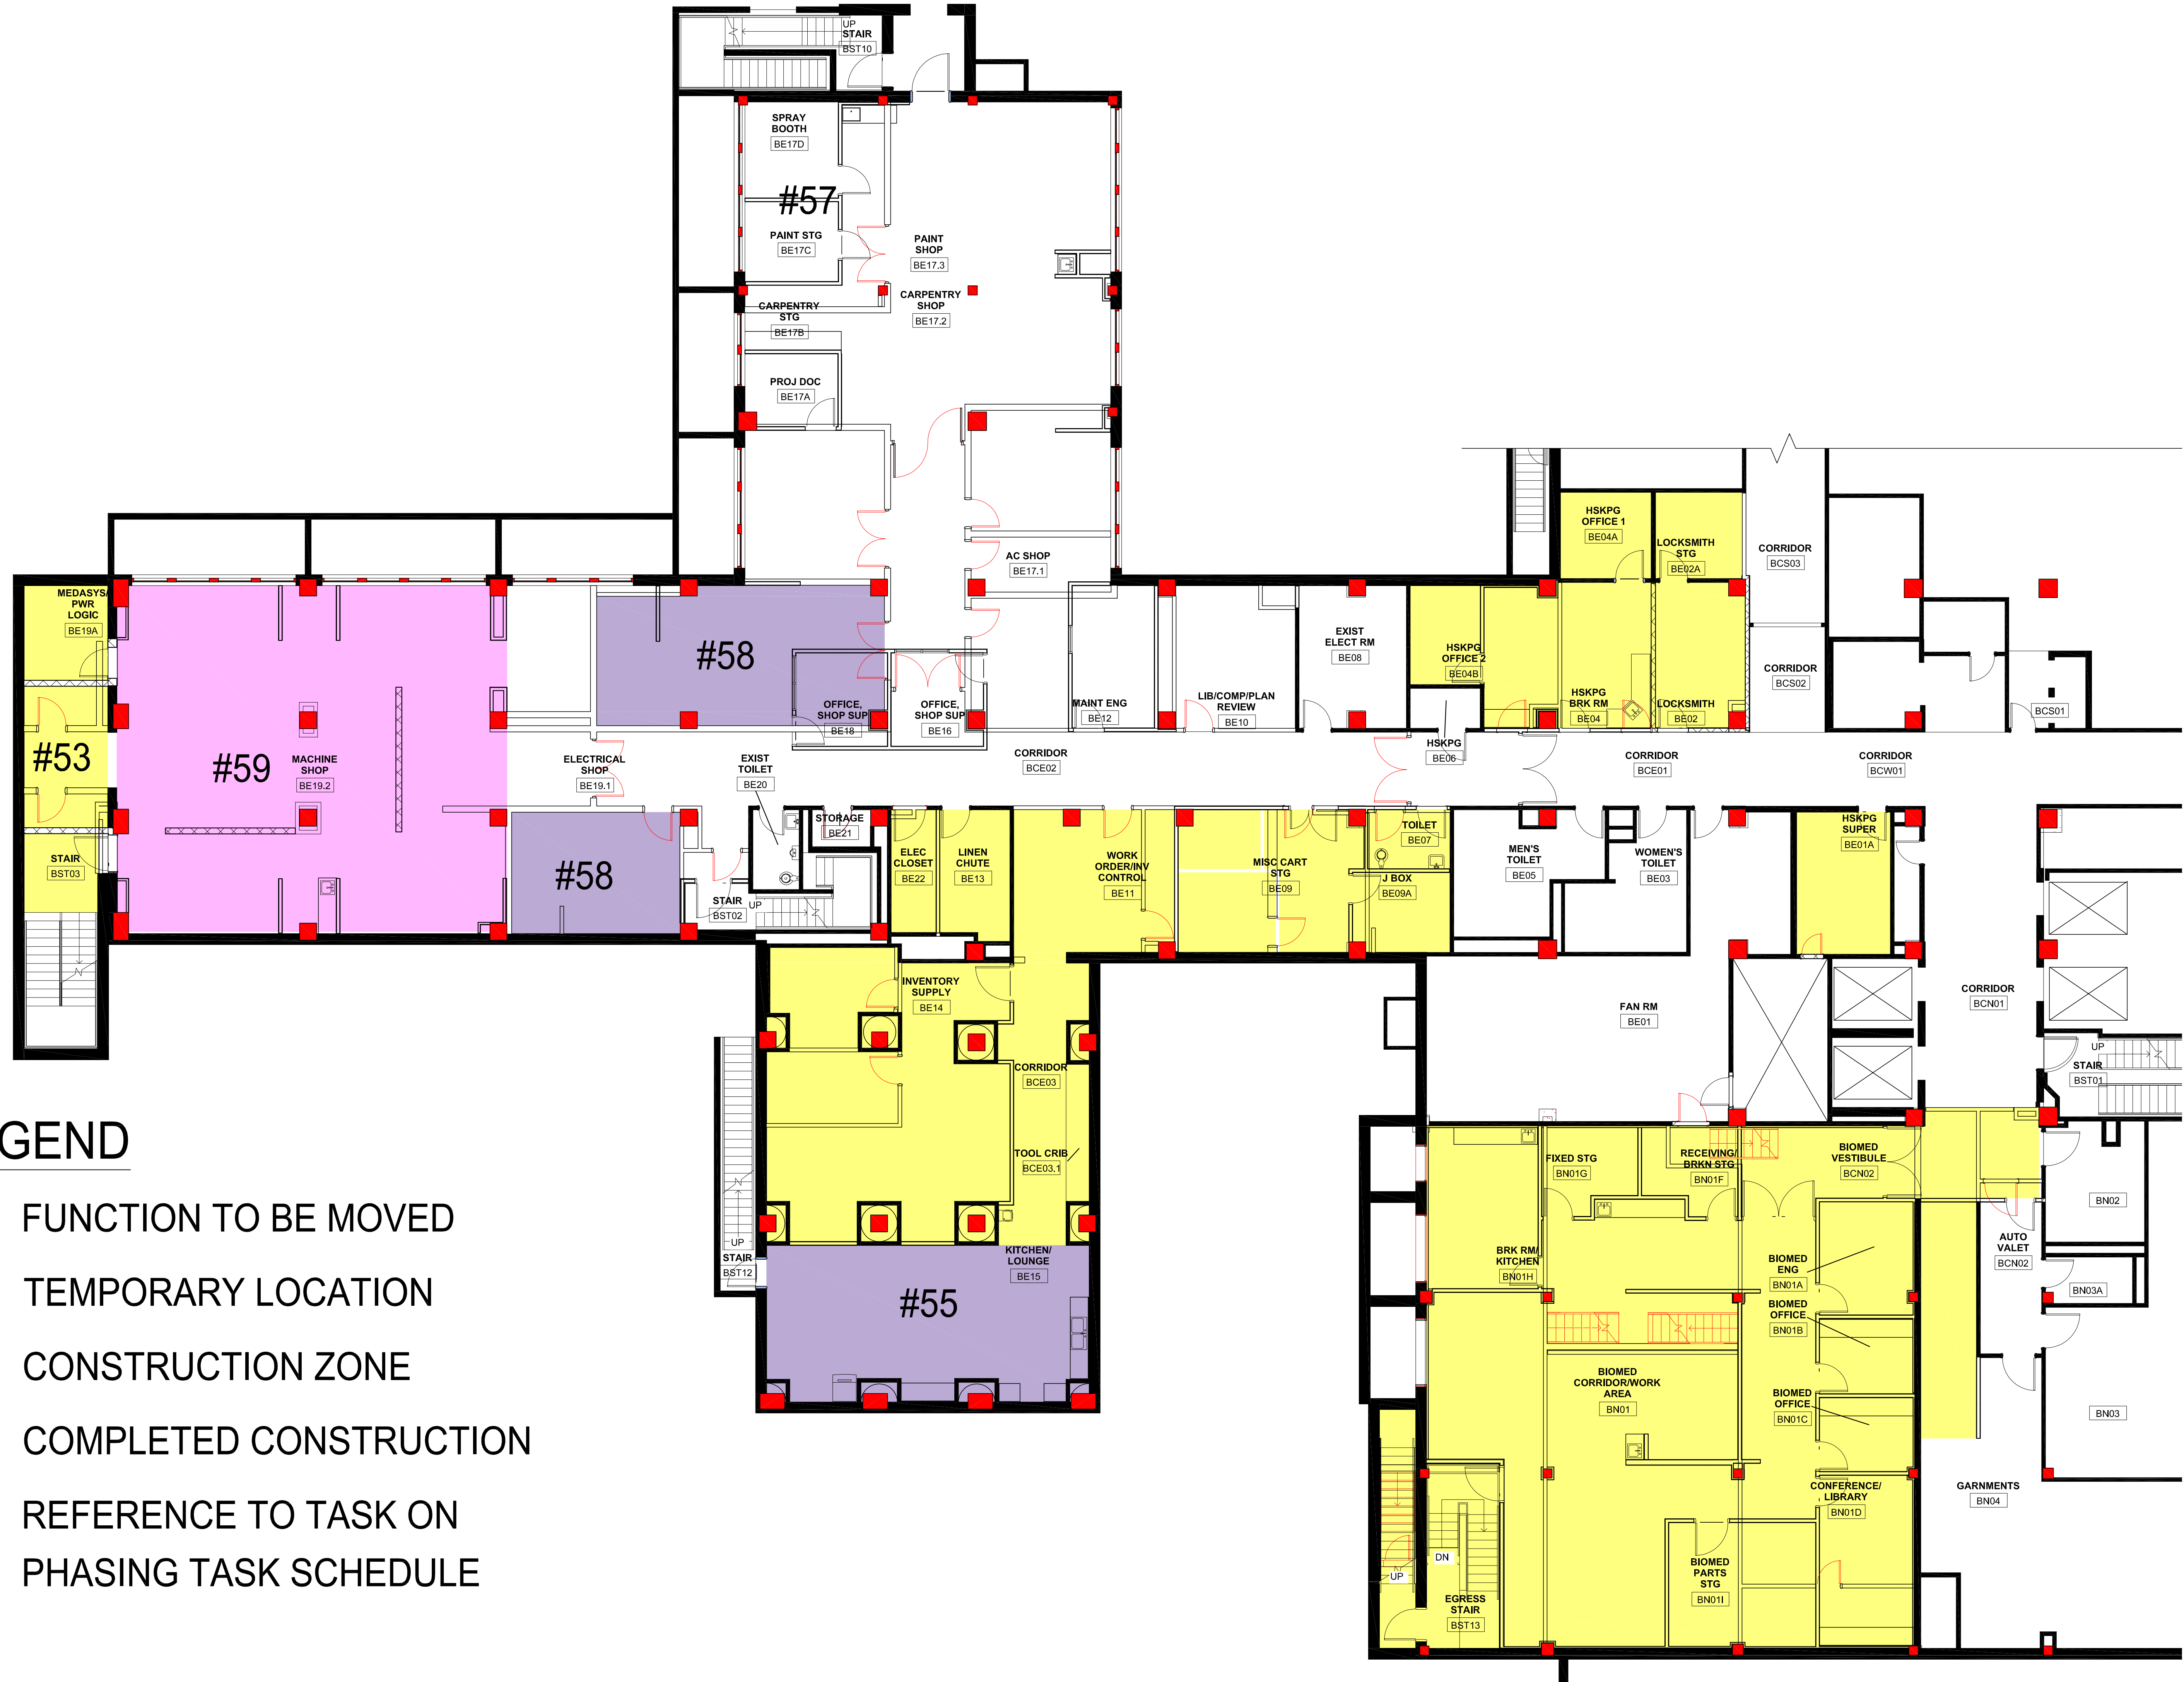 UP
STAIR
BST10
SPRAY
BOOTH
BE17D
#57
PAINT STG
BE17C
PAINT
SHOP
BE17.3
CARPENTRY
SHOP
BE17.2
CARPENTRY
STG
BE17B
PROJ DOC
BE17A
AC SHOP
BE17.1
HSKPG
OFFICE 1
BE04A
LOCKSMITH
STG
BE02A
CORRIDOR
BCS03
MEDASYS/
PWR
LOGIC
BE19A
#58
EXIST
ELECT RM
BE08
HSKPG
OFFICE 2
BE04B
CORRIDOR
BCS02
OFFICE,
SHOP SUP
BE18
OFFICE,
SHOP SUP
BE16
MAINT ENG
BE12
LIB/COMP/PLAN
REVIEW
BE10
HSKPG
BRK RM
BE04
LOCKSMITH
BE02
BCS01
#53
#59
MACHINE
SHOP
BE19.2
ELECTRICAL
SHOP
BE19.1
EXIST
TOILET
BE20
CORRIDOR
BCE02
HSKPG
BE06
CORRIDOR
BCE01
CORRIDOR
BCW01
STORAGE
BE21
STAIR
BST03
#58
STAIR
BST02
UP
ELEC
CLOSET
BE22
LINEN
CHUTE
BE13
WORK
ORDER/INV
CONTROL
BE11
MISC CART
STG
BE09
TOILET
BE07
J BOX
BE09A
MEN'S
TOILET
BE05
WOMEN'S
TOILET
BE03
HSKPG
SUPER
BE01A
INVENTORY
SUPPLY
BE14
FAN RM
BE01
CORRIDOR
BCN01
CORRIDOR
BCE03
UP
STAIR
BST01
TOOL CRIB
BCE03.1
UP
STAIR
BST12
KITCHEN/
LOUNGE
BE15
#55
FIXED STG
BN01G
RECEIVING/
BRKN STG
BN01F
BIOMED
VESTIBULE
BCN02
BN02
BRK RM/
KITCHEN
BN01H
BIOMED
ENG
BN01A
AUTO
VALET
BCN02
BN03A
BIOMED
OFFICE
BN01B
BIOMED
CORRIDOR/WORK
AREA
BN01
BIOMED
OFFICE
BN01C
BN03
CONFERENCE/
LIBRARY
BN01D
GARNMENTS
BN04
DN
UP
BIOMED
PARTS
STG
BN01I
EGRESS
STAIR
BST13
GEND
FUNCTION TO BE MOVED
TEMPORARY LOCATION
CONSTRUCTION ZONE
COMPLETED CONSTRUCTION
REFERENCE TO TASK ON
PHASING TASK SCHEDULE